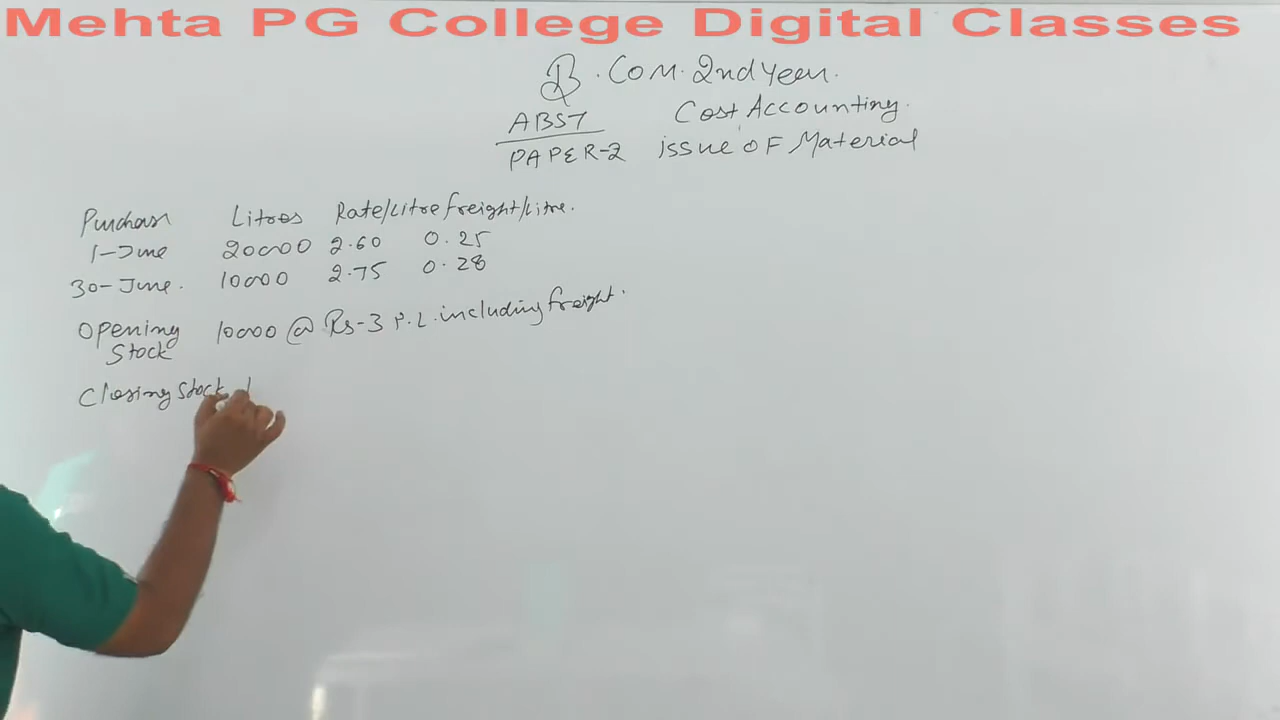 Mehta PG College Digital Classes
B.Com. 2nd Year.
ABST Cost Accounting.
PAPER-2 issue of Material
Purchase Litres Rate/Litre freight/litre.
1-June 20000 2.60 0.25
30-June. 10000 2.75 0.28
Opening Stock 10000 @ Rs-3 P.L. including freight.
Closing Stock